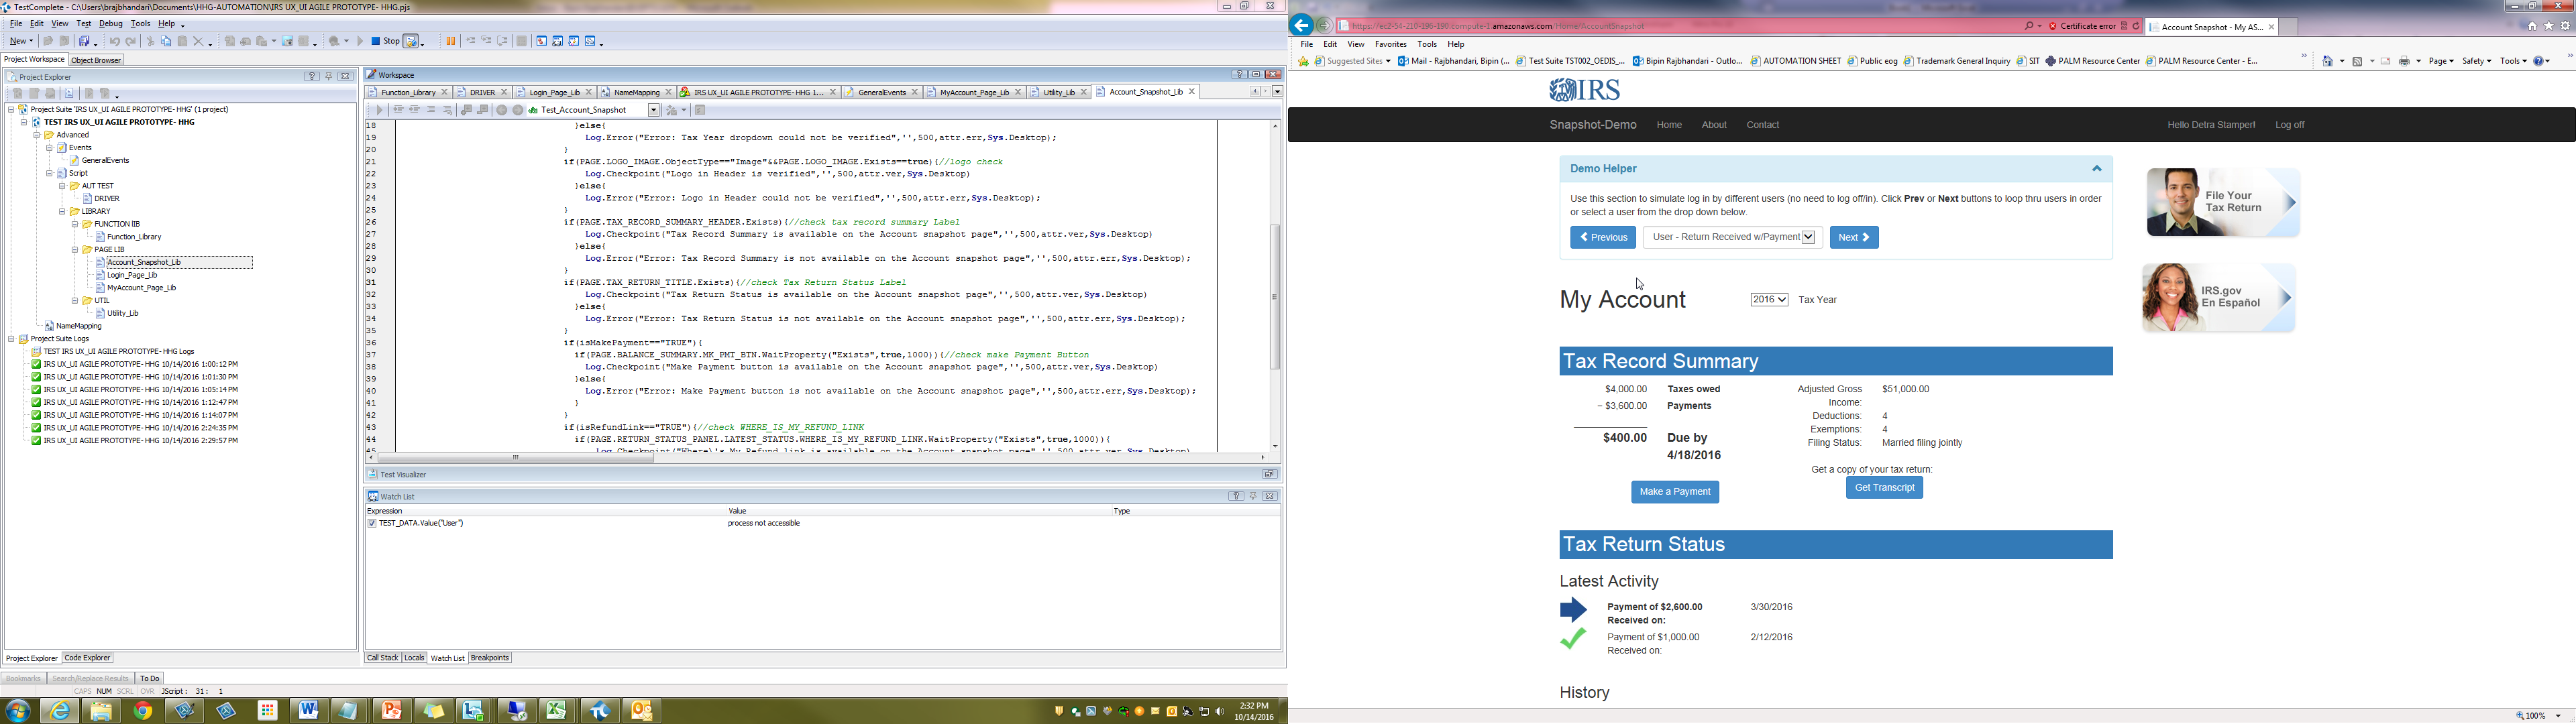 TestComplete - C:\Users\brajbhandari\Documents\HHG-AUTOMATION\IRS UX_UI AGILE PROTOTYPE- HHG.pjs
File Edit View Test Debug Tools Help
New Stop
Project Workspace Object Browser
Project Explorer
Project Suite 'IRS UX_UI AGILE PROTOTYPE- HHG' (1 project)
TEST IRS UX_UI AGILE PROTOTYPE- HHG
Advanced
Events
GeneralEvents
Script
AUT TEST
DRIVER
LIBRARY
FUNCTION lIB
Function_Library
PAGE LIB
Account_Snapshot_Lib
Login_Page_Lib
MyAccount_Page_Lib
UTIL
Utility_Lib
NameMapping
Project Suite Logs
TEST IRS UX_UI AGILE PROTOTYPE- HHG Logs
IRS UX_UI AGILE PROTOTYPE- HHG 10/14/2016 1:00:12 PM
IRS UX_UI AGILE PROTOTYPE- HHG 10/14/2016 1:01:30 PM
IRS UX_UI AGILE PROTOTYPE- HHG 10/14/2016 1:05:14 PM
IRS UX_UI AGILE PROTOTYPE- HHG 10/14/2016 1:12:47 PM
IRS UX_UI AGILE PROTOTYPE- HHG 10/14/2016 1:14:07 PM
IRS UX_UI AGILE PROTOTYPE- HHG 10/14/2016 2:24:35 PM
IRS UX_UI AGILE PROTOTYPE- HHG 10/14/2016 2:29:57 PM
Project Explorer Code Explorer
Workspace
Function_Library DRIVER Login_Page_Lib NameMapping IRS UX_UI AGILE PROTOTYPE- HHG 1... GeneralEvents MyAccount_Page_Lib Utility_Lib Account_Snapshot_Lib
Test_Account_Snapshot
18 }else{
19 Log.Error("Error: Tax Year dropdown could not be verified",'',500,attr.err,Sys.Desktop);
20 }
21 if(PAGE.LOGO_IMAGE.ObjectType=="Image"&&PAGE.LOGO_IMAGE.Exists==true){//logo check
22 Log.Checkpoint("Logo in Header is verified",'',500,attr.ver,Sys.Desktop)
23 }else{
24 Log.Error("Error: Logo in Header could not be verified",'',500,attr.err,Sys.Desktop);
25 }
26 if(PAGE.TAX_RECORD_SUMMARY_HEADER.Exists){//check tax record summary Label
27 Log.Checkpoint("Tax Record Summary is available on the Account snapshot page",'',500,attr.ver,Sys.Desktop)
28 }else{
29 Log.Error("Error: Tax Record Summary is not available on the Account snapshot page",'',500,attr.err,Sys.Desktop);
30 }
31 if(PAGE.TAX_RETURN_TITLE.Exists){//check Tax Return Status Label
32 Log.Checkpoint("Tax Return Status is available on the Account snapshot page",'',500,attr.ver,Sys.Desktop)
33 }else{
34 Log.Error("Error: Tax Return Status is not available on the Account snapshot page",'',500,attr.err,Sys.Desktop);
35 }
36 if(isMakePayment=="TRUE"){
37 if(PAGE.BALANCE_SUMMARY.MK_PMT_BTN.WaitProperty("Exists",true,1000)){//check make Payment Button
38 Log.Checkpoint("Make Payment button is available on the Account snapshot page",'',500,attr.ver,Sys.Desktop)
39 }else{
40 Log.Error("Error: Make Payment button is not available on the Account snapshot page",'',500,attr.err,Sys.Desktop);
41 }
42 }
43 if(isRefundLink=="TRUE"){//check WHERE_IS_MY_REFUND_LINK
44 if(PAGE.RETURN_STATUS_PANEL.LATEST_STATUS.WHERE_IS_MY_REFUND_LINK.WaitProperty("Exists",true,1000)){
45 Log.Checkpoint("Where\'s My Refund link is available on the Account snapshot page",'',500,attr.ver,Sys.Desktop)
Test Visualizer
Watch List
Expression Value Type
TEST_DATA.Value("User") process not accessible
Call Stack Locals Watch List Breakpoints
Bookmarks Search/Replace Results To Do
CAPS NUM SCRL OVR JScript : 31 : 1
2:32 PM
10/14/2016
https://ec2-54-210-196-190.compute-1.amazonaws.com/Home/AccountSnapshot Certificate error Account Snapshot - My AS...
File Edit View Favorites Tools Help
Suggested Sites Mail - Rajbhandari, Bipin (... Test Suite TST002_OEDIS_... Bipin Rajbhandari - Outlo... AUTOMATION SHEET Public eog Trademark General Inquiry SIT PALM Resource Center PALM Resource Center - E... Page Safety Tools
IRS
Snapshot-Demo Home About Contact Hello Detra Stamper! Log off
Demo Helper
Use this section to simulate log in by different users (no need to log off/in). Click Prev or Next buttons to loop thru users in order
or select a user from the drop down below.
Previous User - Return Received w/Payment Next
My Account 2016 Tax Year
File Your
Tax Return
IRS.gov
En Español
Tax Record Summary
$4,000.00 Taxes owed Adjusted Gross Income: $51,000.00
− $3,600.00 Payments
Deductions: 4
Exemptions: 4
$400.00 Due by 4/18/2016 Filing Status: Married filing jointly
Get a copy of your tax return:
Make a Payment Get Transcript
Tax Return Status
Latest Activity
Payment of $2,600.00 3/30/2016
Received on:
Payment of $1,000.00 2/12/2016
Received on:
History
100%